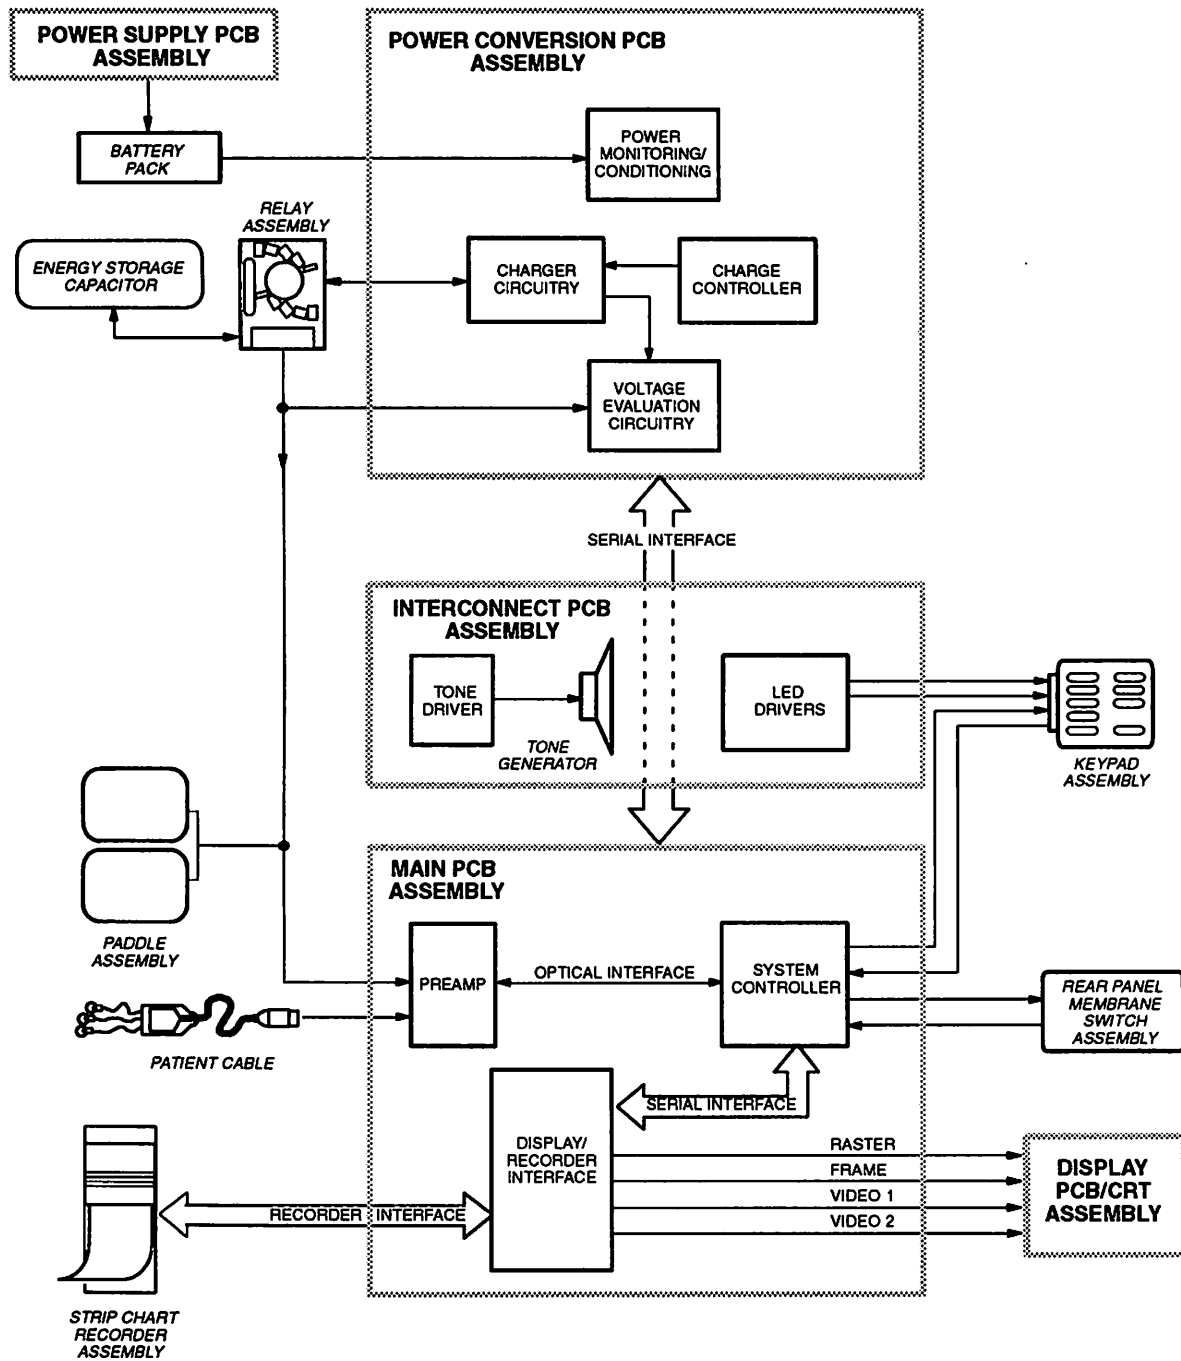 POWER SUPPLY PCB
ASSEMBLY
POWER CONVERSION PCB
ASSEMBLY
BATTERY
PACK
POWER
MONITORING/
CONDITIONING
RELAY
ASSEMBLY
ENERGY STORAGE
CAPACITOR
CHARGER
CIRCUITRY
CHARGE
CONTROLLER
VOLTAGE
EVALUATION
CIRCUITRY
SERIAL INTERFACE
INTERCONNECT PCB
ASSEMBLY
TONE
DRIVER
TONE
GENERATOR
LED
DRIVERS
KEYPAD
ASSEMBLY
MAIN PCB
ASSEMBLY
PADDLE
ASSEMBLY
PREAMP
OPTICAL INTERFACE
SYSTEM
CONTROLLER
REAR PANEL
MEMBRANE
SWITCH
ASSEMBLY
PATIENT CABLE
SERIAL INTERFACE
DISPLAY/
RECORDER
INTERFACE
RASTER
FRAME
VIDEO 1
VIDEO 2
DISPLAY
PCB/CRT
ASSEMBLY
RECORDER INTERFACE
STRIP CHART
RECORDER
ASSEMBLY